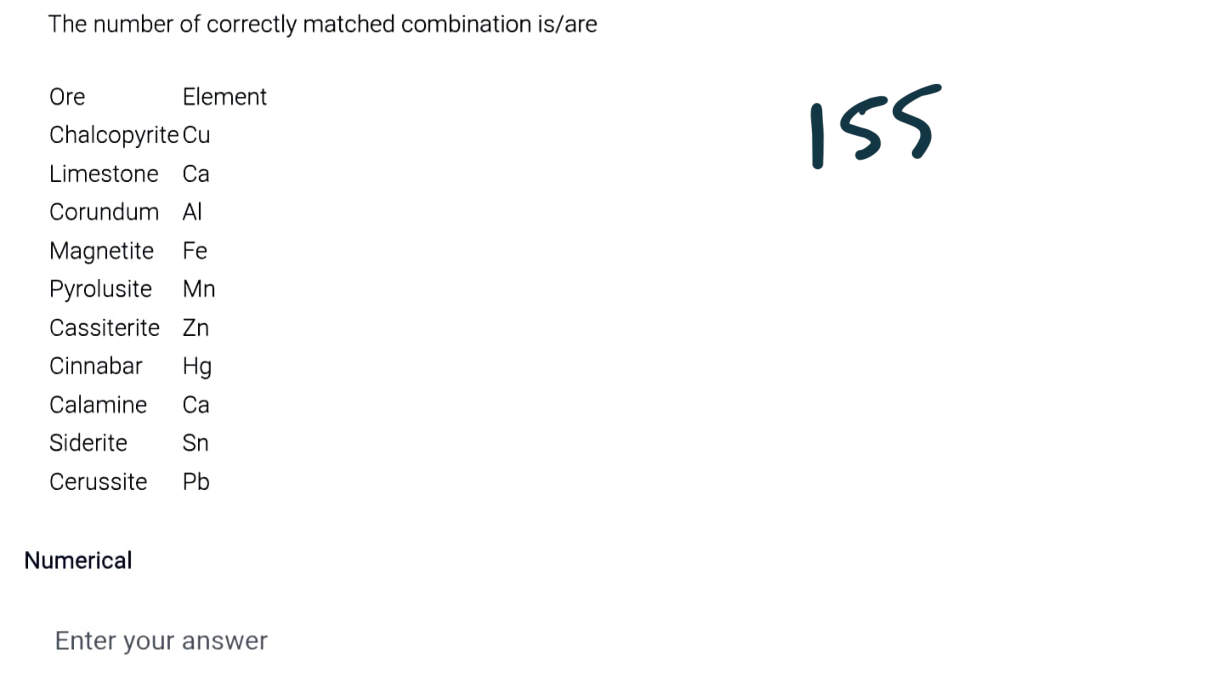 The number of correctly matched combination is/are
155
Ore Element
Chalcopyrite Cu
Limestone Ca
Corundum Al
Magnetite Fe
Pyrolusite Mn
Cassiterite Zn
Cinnabar Hg
Calamine Ca
Siderite Sn
Cerussite Pb
Numerical
Enter your answer